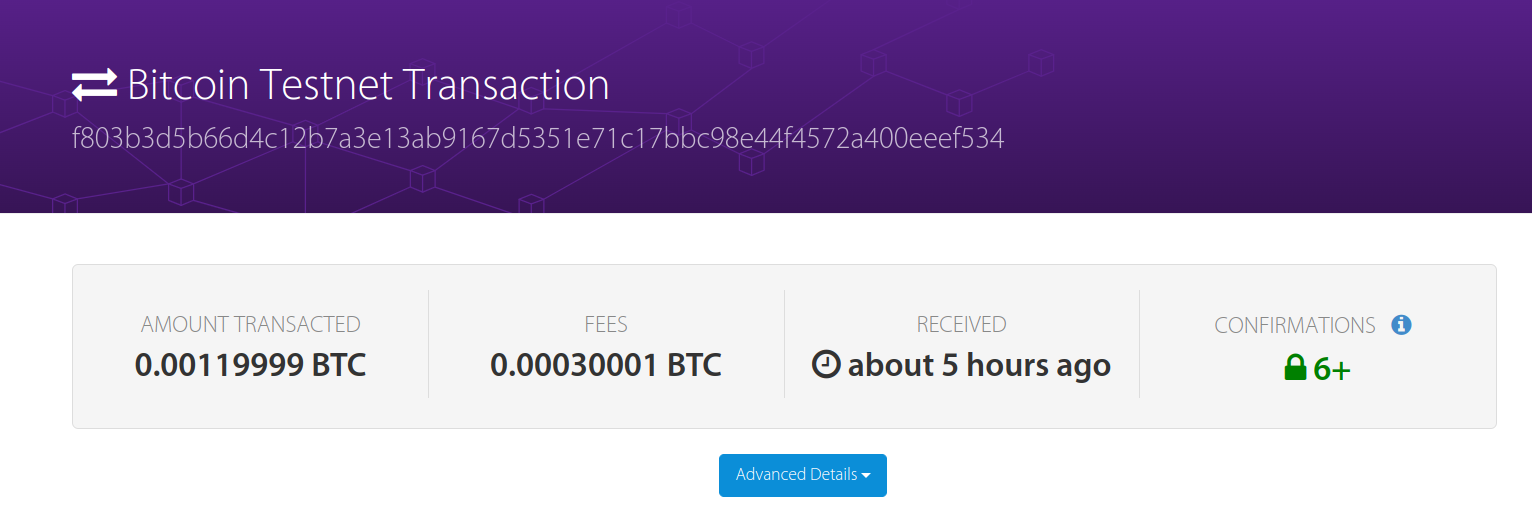 Bitcoin Testnet Transaction
f803b3d5b66d4c12b7a3e13ab9167d5351e71c17bbc98e44f4572a400eeef534
AMOUNT TRANSACTED
0.00119999 BTC
FEES
0.00030001 BTC
RECEIVED
about 5 hours ago
CONFIRMATIONS
6+
Advanced Details